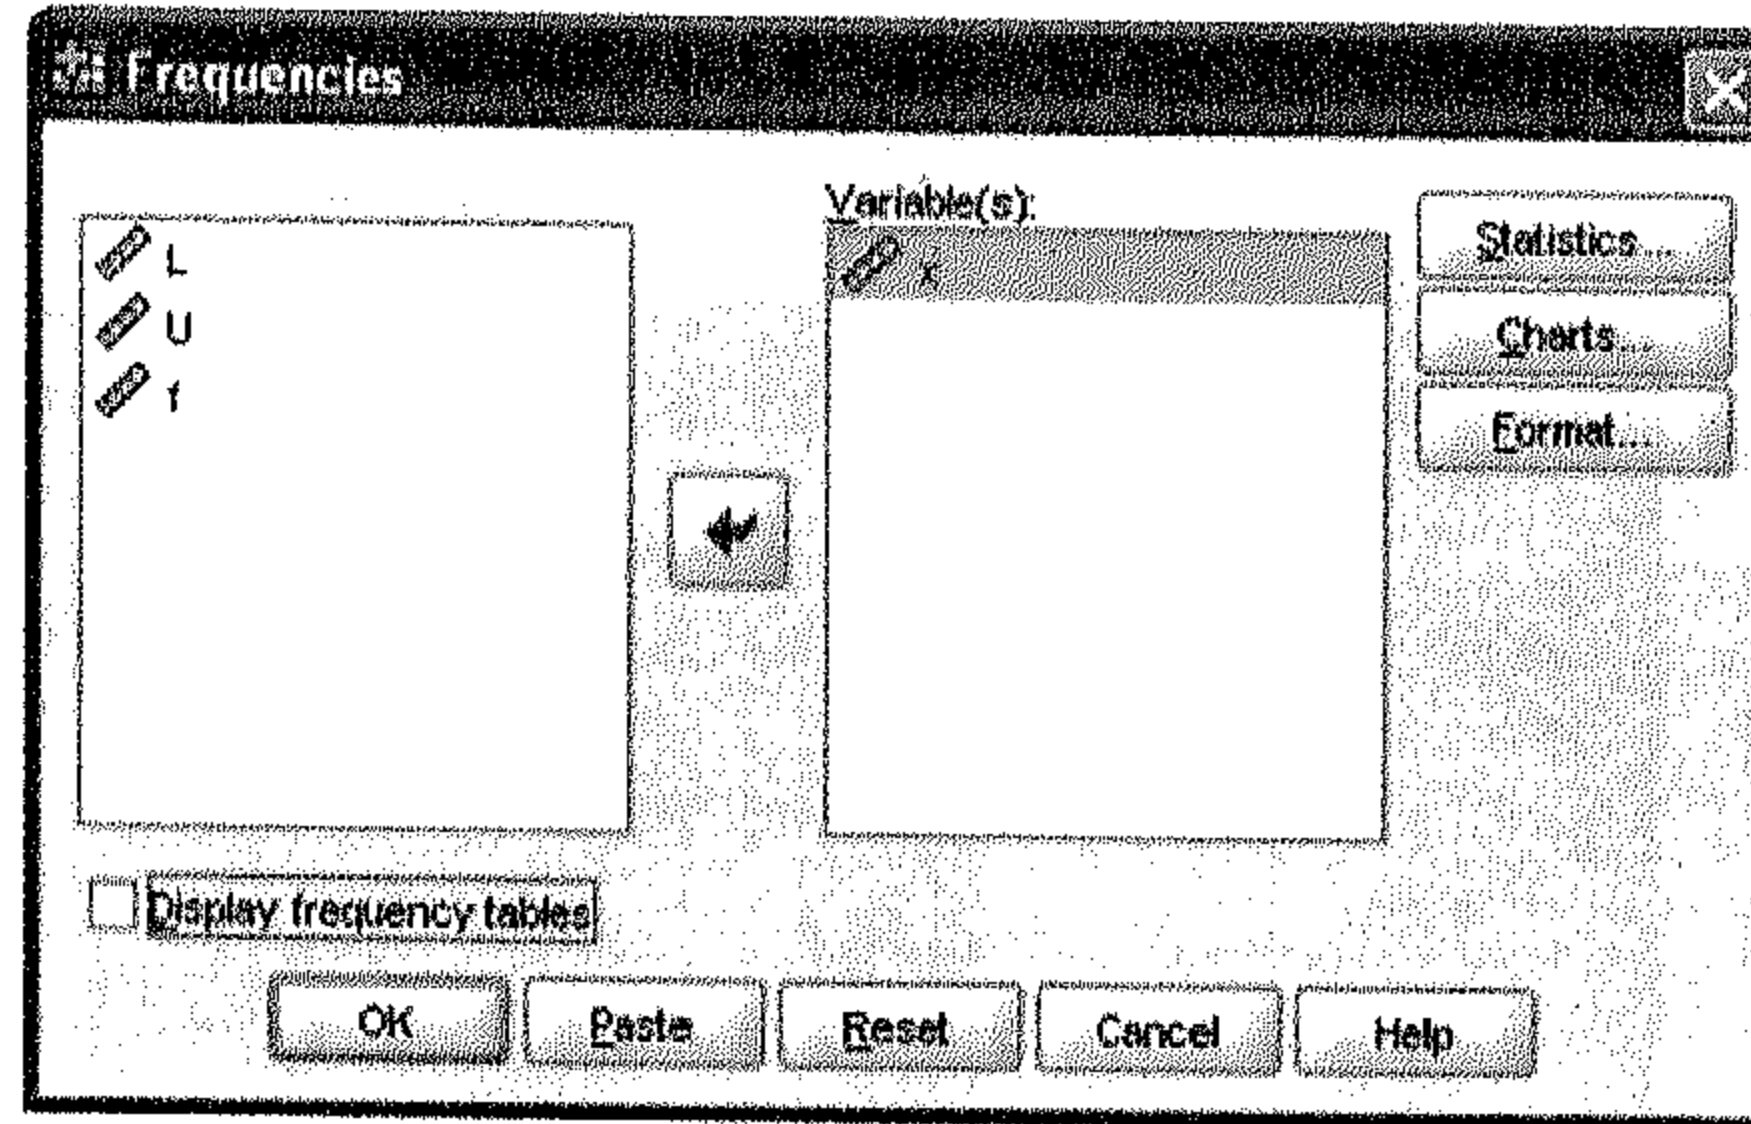 Frequencies
Variable(s):
L
U
f
x
Statistics...
Charts...
Format...
Display frequency tables
OK
Paste
Reset
Cancel
Help